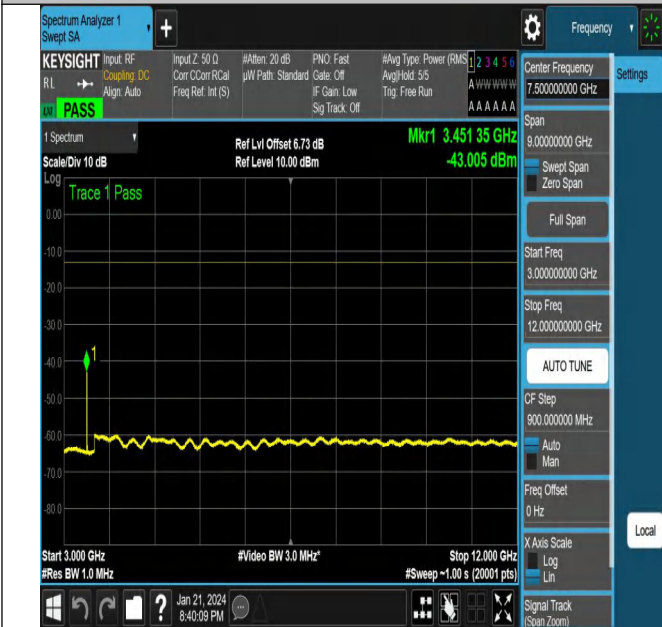 Spectrum Analyzer 1
Swept SA
+
Frequency
KEYSIGHT
RL
Input: RF
Coupling: DC
Align: Auto
Input Z: 50 Ω
Corr CCorr RCal
Freq Ref: Int (S)
#Atten: 20 dB
µW Path: Standard
PNO: Fast
Gate: Off
IF Gain: Low
Sig Track: Off
#Avg Type: Power (RMS
Avg|Hold: 5/5
Trig: Free Run
1 2 3 4 5 6
A W W W W W
A A A A A A
PASS
1 Spectrum
Scale/Div 10 dB
Ref Lvl Offset 6.73 dB
Ref Level 10.00 dBm
Mkr1 3.451 35 GHz
-43.005 dBm
Log
Trace 1 Pass
0.00
-10.0
-20.0
-30.0
-40.0
-50.0
-60.0
-70.0
-80.0
1
Start 3.000 GHz
#Res BW 1.0 MHz
#Video BW 3.0 MHz*
Stop 12.000 GHz
#Sweep ~1.00 s (20001 pts)
Jan 21, 2024
8:40:09 PM
Center Frequency
7.500000000 GHz
Span
9.00000000 GHz
Swept Span
Zero Span
Full Span
Start Freq
3.000000000 GHz
Stop Freq
12.000000000 GHz
AUTO TUNE
CF Step
900.000000 MHz
Auto
Man
Freq Offset
0 Hz
X Axis Scale
Log
Lin
Signal Track
(Span Zoom)
Settings
Local